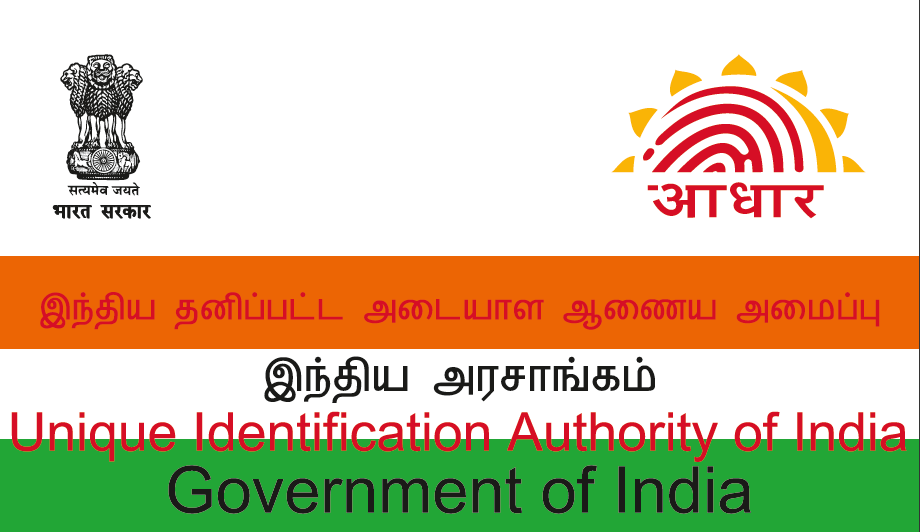 सत्यमेव जयते
भारत सरकार
आधार
இந்திய தனிப்பட்ட அடையாள ஆணைய அமைப்பு
இந்திய அரசாங்கம்
Unique Identification Authority of India
Government of India